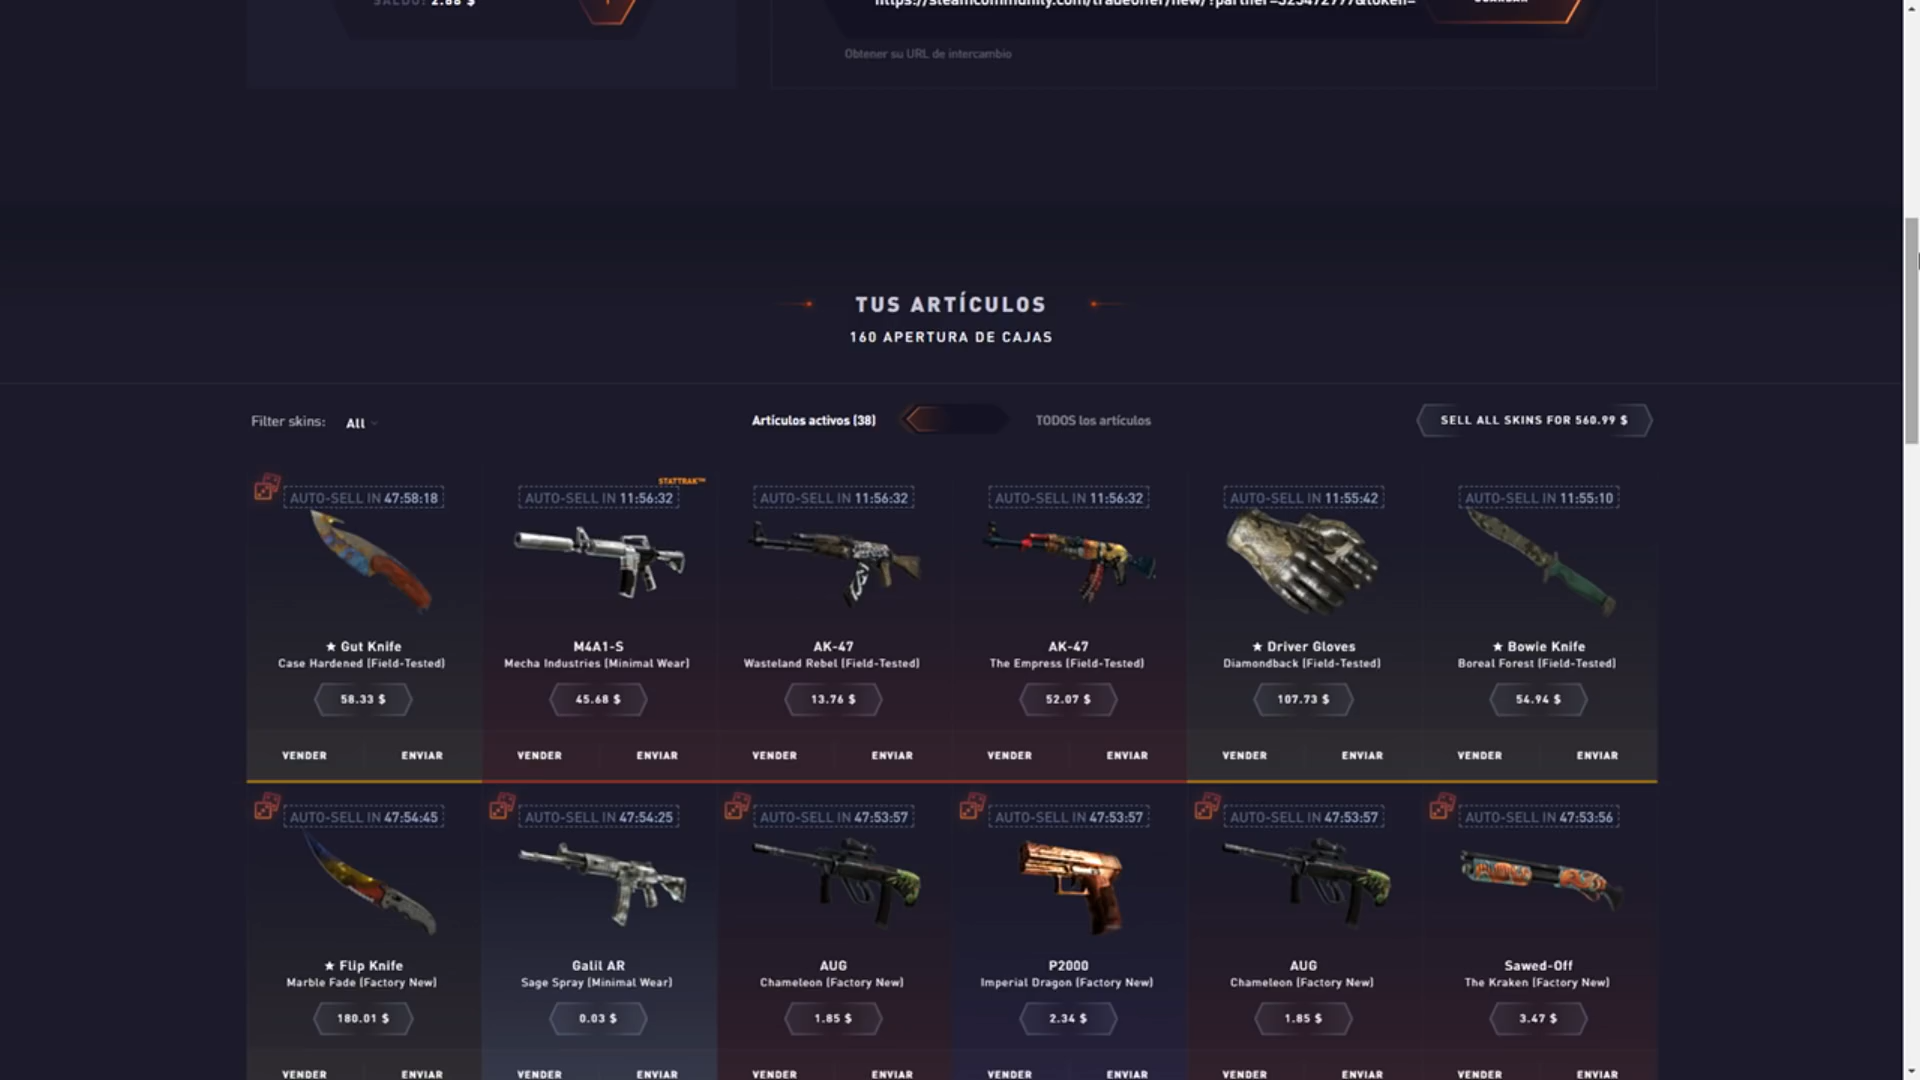 2.88 $
Obtener su URL de intercambio
TUS ARTÍCULOS
160 APERTURA DE CAJAS
Filter skins: All
Artículos activos (38)
TODOS los artículos
SELL ALL SKINS FOR 560.99 $
STATTRAK™
AUTO-SELL IN 47:58:18
AUTO-SELL IN 11:56:32
AUTO-SELL IN 11:56:32
AUTO-SELL IN 11:56:32
AUTO-SELL IN 11:55:42
AUTO-SELL IN 11:55:10
★ Gut Knife
Case Hardened (Field-Tested)
58.33 $
VENDER ENVIAR
M4A1-S
Mecha Industries (Minimal Wear)
45.68 $
VENDER ENVIAR
AK-47
Wasteland Rebel (Field-Tested)
13.76 $
VENDER ENVIAR
AK-47
The Empress (Field-Tested)
52.07 $
VENDER ENVIAR
★ Driver Gloves
Diamondback (Field-Tested)
107.73 $
VENDER ENVIAR
★ Bowie Knife
Boreal Forest (Field-Tested)
54.94 $
VENDER ENVIAR
AUTO-SELL IN 47:54:45
AUTO-SELL IN 47:54:25
AUTO-SELL IN 47:53:57
AUTO-SELL IN 47:53:57
AUTO-SELL IN 47:53:57
AUTO-SELL IN 47:53:56
★ Flip Knife
Marble Fade (Factory New)
180.01 $
VENDER ENVIAR
Galil AR
Sage Spray (Minimal Wear)
0.03 $
VENDER ENVIAR
AUG
Chameleon (Factory New)
1.85 $
VENDER ENVIAR
P2000
Imperial Dragon (Factory New)
2.34 $
VENDER ENVIAR
AUG
Chameleon (Factory New)
1.85 $
VENDER ENVIAR
Sawed-Off
The Kraken (Factory New)
3.47 $
VENDER ENVIAR